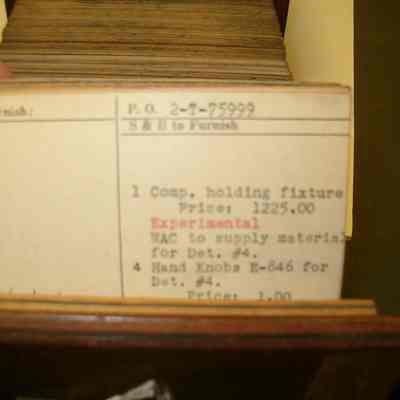 rnish:
P. O. 2-T-75999
S & B to Furnish
1 Comp. holding fixture
Price: 1225.00
Experimental
NAC to supply material
for Det. #4.
4 Hand Knobs E-846 for
Det. #4.
Price: 1.00